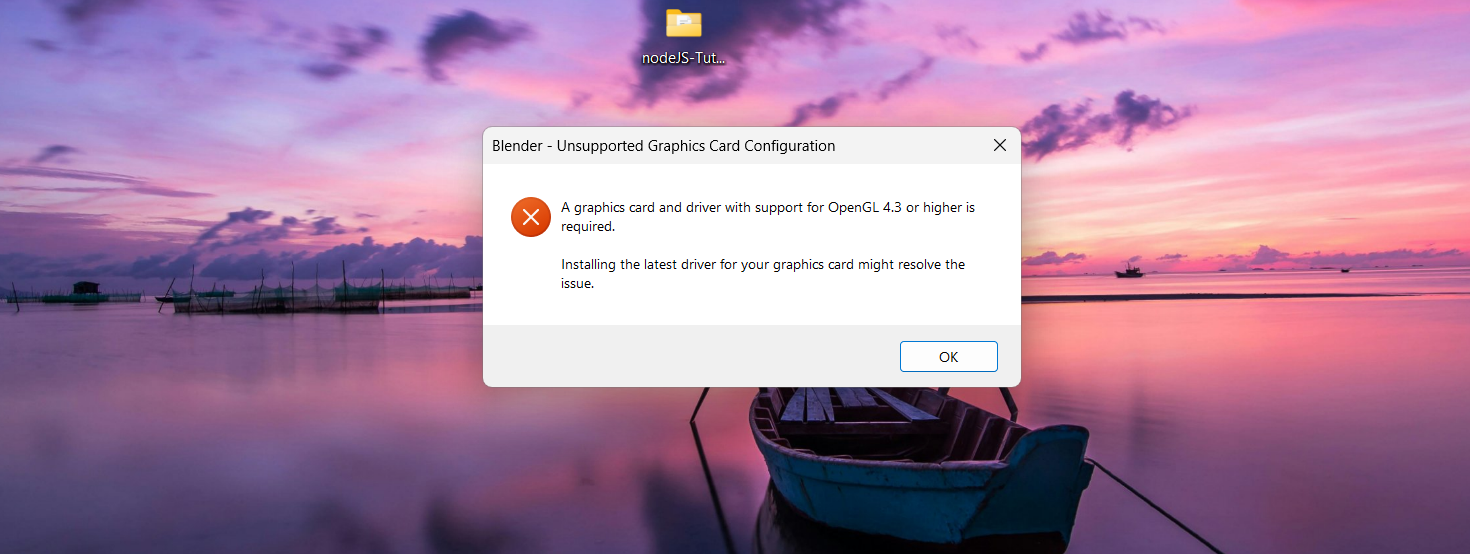 nodeJS-Tut...
Blender - Unsupported Graphics Card Configuration
A graphics card and driver with support for OpenGL 4.3 or higher is
required.
Installing the latest driver for your graphics card might resolve the
issue.
OK